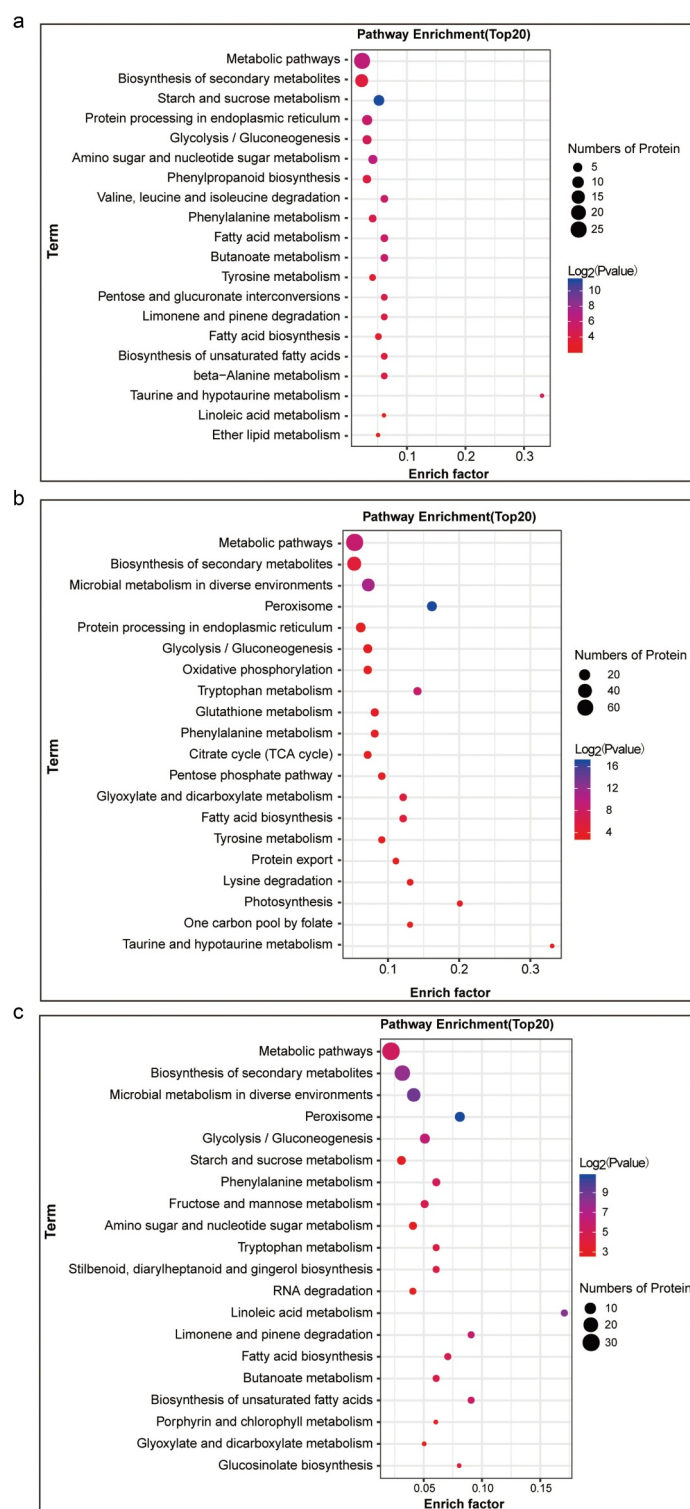 a
Pathway Enrichment(Top20)
Term
Metabolic pathways
Biosynthesis of secondary metabolites
Starch and sucrose metabolism
Protein processing in endoplasmic reticulum
Glycolysis / Gluconeogenesis
Amino sugar and nucleotide sugar metabolism
Phenylpropanoid biosynthesis
Valine, leucine and isoleucine degradation
Phenylalanine metabolism
Fatty acid metabolism
Butanoate metabolism
Tyrosine metabolism
Pentose and glucuronate interconversions
Limonene and pinene degradation
Fatty acid biosynthesis
Biosynthesis of unsaturated fatty acids
beta−Alanine metabolism
Taurine and hypotaurine metabolism
Linoleic acid metabolism
Ether lipid metabolism
0.1 0.2 0.3
Enrich factor
Numbers of Protein
5
10
15
20
25
Log2(Pvalue)
10
8
6
4
b
Pathway Enrichment(Top20)
Term
Metabolic pathways
Biosynthesis of secondary metabolites
Microbial metabolism in diverse environments
Peroxisome
Protein processing in endoplasmic reticulum
Glycolysis / Gluconeogenesis
Oxidative phosphorylation
Tryptophan metabolism
Glutathione metabolism
Phenylalanine metabolism
Citrate cycle (TCA cycle)
Pentose phosphate pathway
Glyoxylate and dicarboxylate metabolism
Fatty acid biosynthesis
Tyrosine metabolism
Protein export
Lysine degradation
Photosynthesis
One carbon pool by folate
Taurine and hypotaurine metabolism
0.1 0.2 0.3
Enrich factor
Numbers of Protein
20
40
60
Log2(Pvalue)
16
12
8
4
c
Pathway Enrichment(Top20)
Term
Metabolic pathways
Biosynthesis of secondary metabolites
Microbial metabolism in diverse environments
Peroxisome
Glycolysis / Gluconeogenesis
Starch and sucrose metabolism
Phenylalanine metabolism
Fructose and mannose metabolism
Amino sugar and nucleotide sugar metabolism
Tryptophan metabolism
Stilbenoid, diarylheptanoid and gingerol biosynthesis
RNA degradation
Linoleic acid metabolism
Limonene and pinene degradation
Fatty acid biosynthesis
Butanoate metabolism
Biosynthesis of unsaturated fatty acids
Porphyrin and chlorophyll metabolism
Glyoxylate and dicarboxylate metabolism
Glucosinolate biosynthesis
0.05 0.10 0.15
Enrich factor
Log2(Pvalue)
9
7
5
3
Numbers of Protein
10
20
30